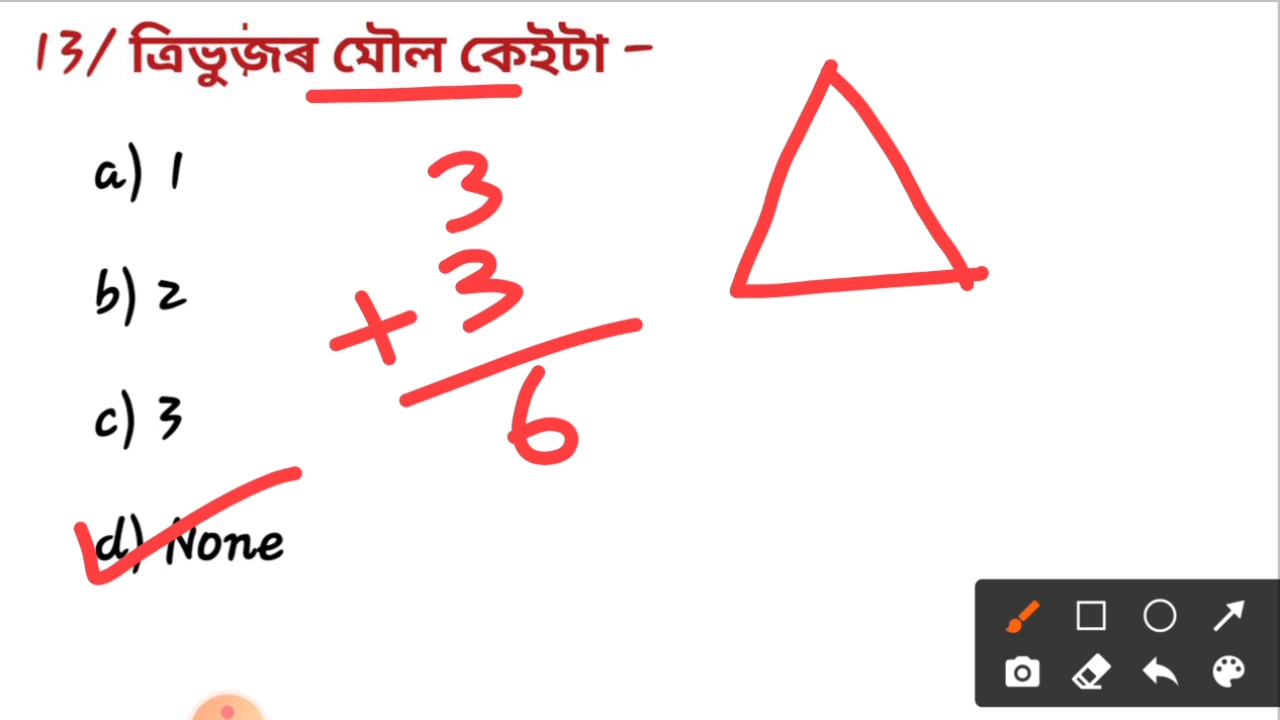 13/ ত্ৰিভুজৰ মৌল কেইটা -
a) 1
b) 2
c) 3
d) None
3
+ 3
6